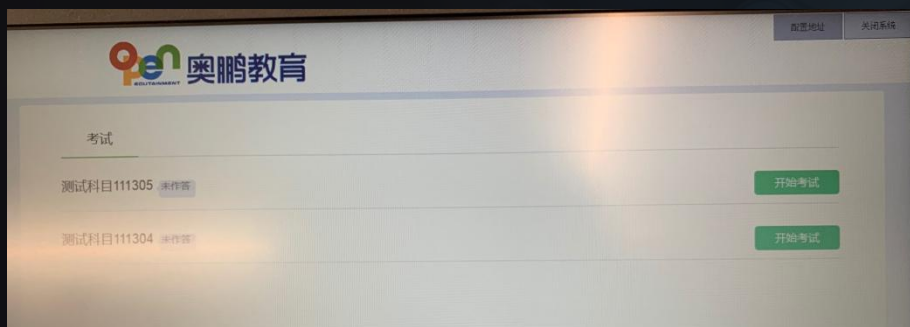 配置地址 关闭系统
Open 奥鹏教育
考试
测试科目111305 未作答 开始考试
测试科目111304 未作答 开始考试